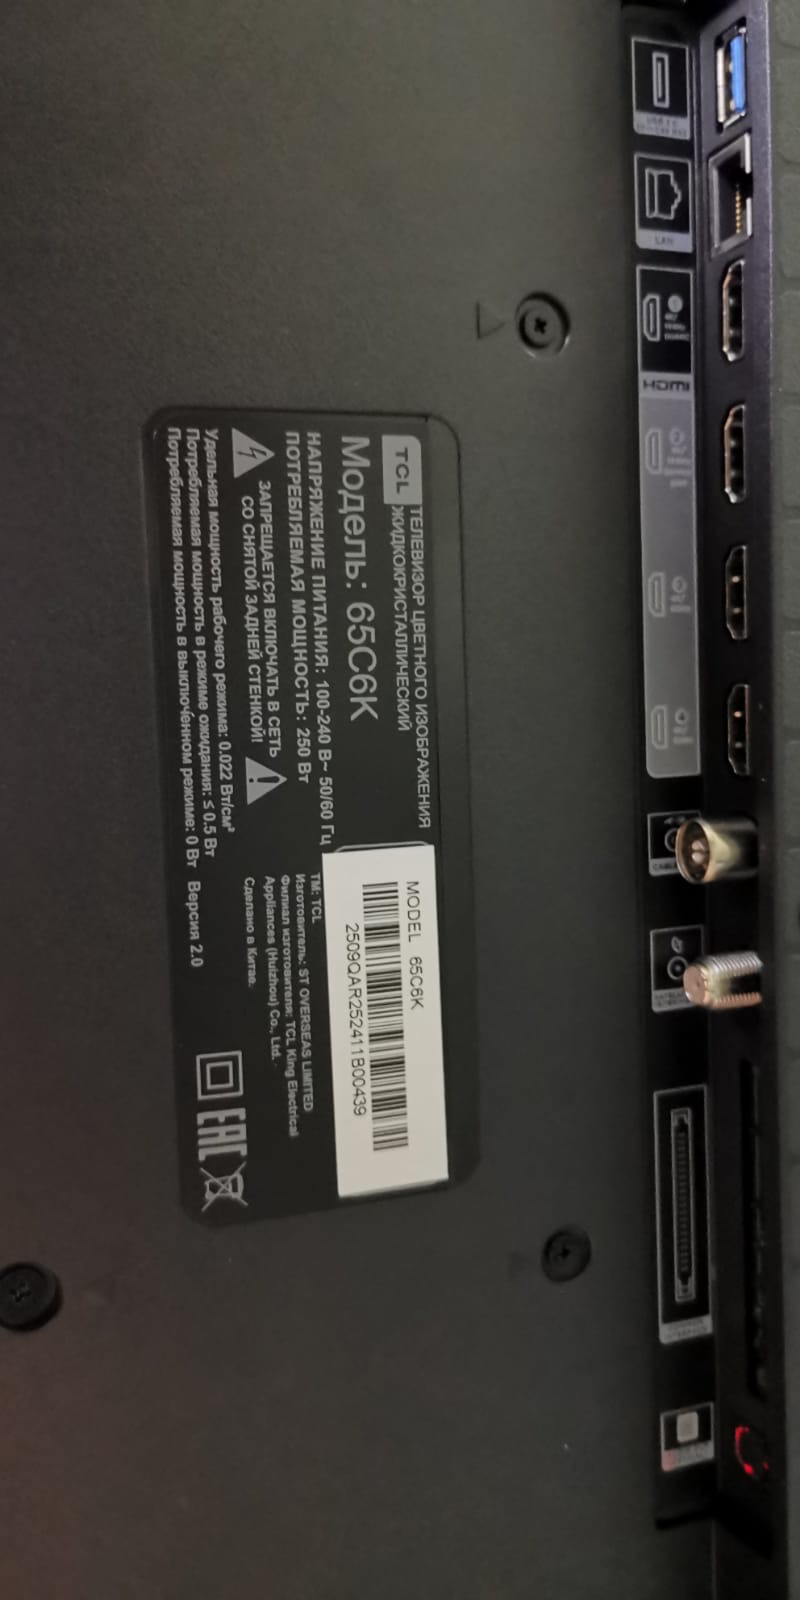 TCL
ТЕЛЕВИЗОР ЦВЕТНОГО ИЗОБРАЖЕНИЯ
ЖИДКОКРИСТАЛЛИЧЕСКИЙ
Модель: 65C6K
НАПРЯЖЕНИЕ ПИТАНИЯ: 100-240 В~ 50/60 Гц
ПОТРЕБЛЯЕМАЯ МОЩНОСТЬ: 250 Вт
ЗАПРЕЩАЕТСЯ ВКЛЮЧАТЬ В СЕТЬ
СО СНЯТОЙ ЗАДНЕЙ СТЕНКОЙ!
Удельная мощность рабочего режима: 0.022 Вт/см²
Потребляемая мощность в режиме ожидания: ≤ 0.5 Вт
Потребляемая мощность в выключенном режиме: 0 Вт Версия 2.0
MODEL 65C6K
2509QAR252411B00439
ТМ: TCL
Изготовитель: ST OVERSEAS LIMITED
Филиал изготовителя: TCL King Electrical
Appliances (Huizhou) Co., Ltd.
Сделано в Китае.
EAC
LAN
HDMI